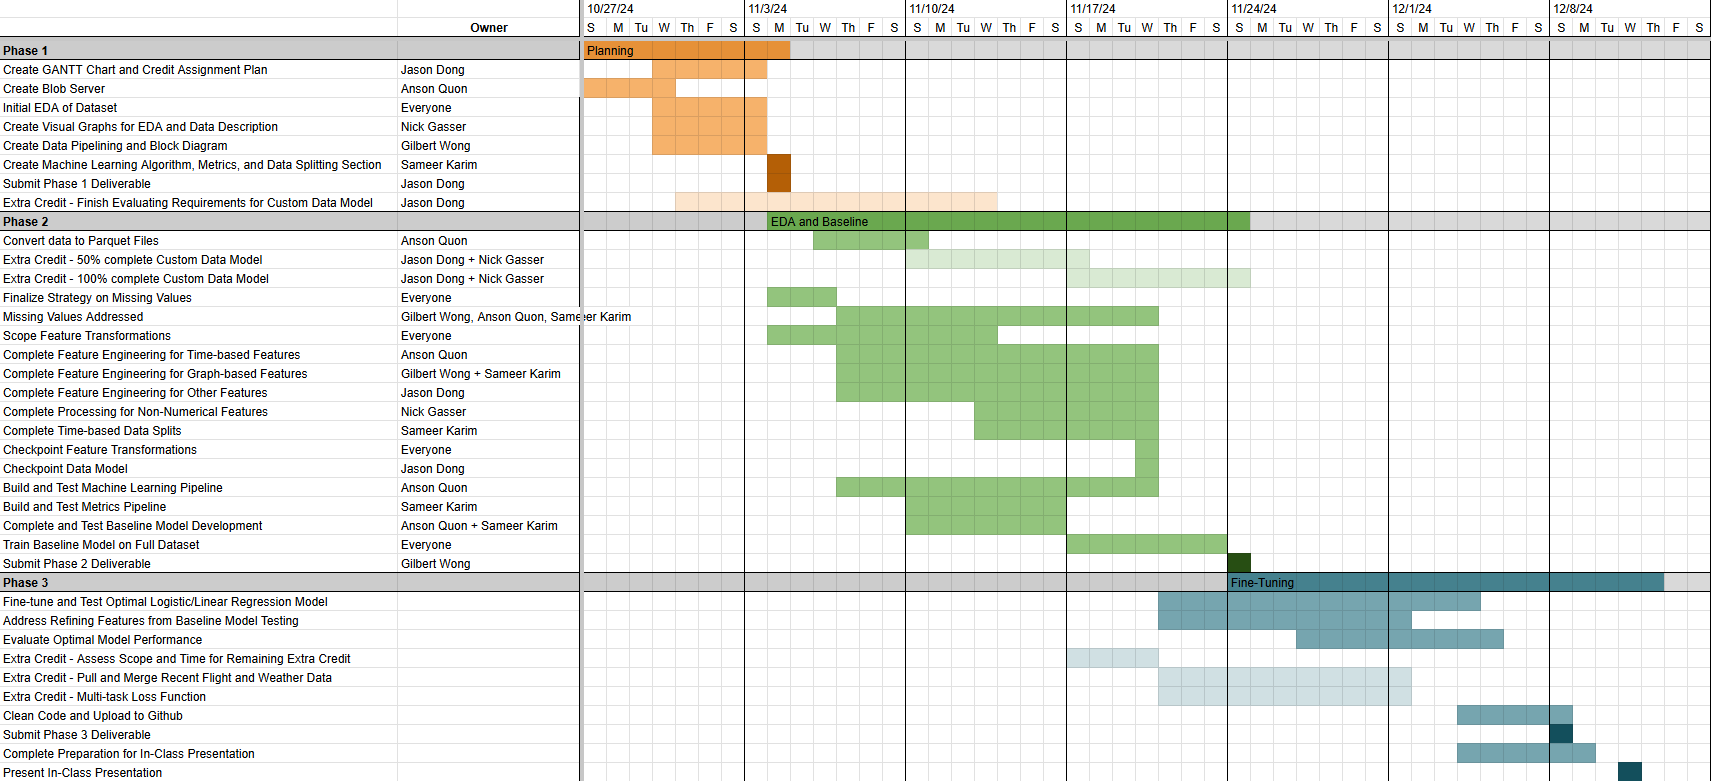 10/27/24 11/3/24 11/10/24 11/17/24 11/24/24 12/1/24 12/8/24
Owner S M Tu W Th F S S M Tu W Th F S S M Tu W Th F S S M Tu W Th F S S M Tu W Th F S S M Tu W Th F S S M Tu W Th F S
Phase 1 Planning
Create GANTT Chart and Credit Assignment Plan Jason Dong
Create Blob Server Anson Quon
Initial EDA of Dataset Everyone
Create Visual Graphs for EDA and Data Description Nick Gasser
Create Data Pipelining and Block Diagram Gilbert Wong
Create Machine Learning Algorithm, Metrics, and Data Splitting Section Sameer Karim
Submit Phase 1 Deliverable Jason Dong
Extra Credit - Finish Evaluating Requirements for Custom Data Model Jason Dong
Phase 2 EDA and Baseline
Convert data to Parquet Files Anson Quon
Extra Credit - 50% complete Custom Data Model Jason Dong + Nick Gasser
Extra Credit - 100% complete Custom Data Model Jason Dong + Nick Gasser
Finalize Strategy on Missing Values Everyone
Missing Values Addressed Gilbert Wong, Anson Quon, Sameer Karim
Scope Feature Transformations Everyone
Complete Feature Engineering for Time-based Features Anson Quon
Complete Feature Engineering for Graph-based Features Gilbert Wong + Sameer Karim
Complete Feature Engineering for Other Features Jason Dong
Complete Processing for Non-Numerical Features Nick Gasser
Complete Time-based Data Splits Sameer Karim
Checkpoint Feature Transformations Everyone
Checkpoint Data Model Jason Dong
Build and Test Machine Learning Pipeline Anson Quon
Build and Test Metrics Pipeline Sameer Karim
Complete and Test Baseline Model Development Anson Quon + Sameer Karim
Train Baseline Model on Full Dataset Everyone
Submit Phase 2 Deliverable Gilbert Wong
Phase 3 Fine-Tuning
Fine-tune and Test Optimal Logistic/Linear Regression Model
Address Refining Features from Baseline Model Testing
Evaluate Optimal Model Performance
Extra Credit - Assess Scope and Time for Remaining Extra Credit
Extra Credit - Pull and Merge Recent Flight and Weather Data
Extra Credit - Multi-task Loss Function
Clean Code and Upload to Github
Submit Phase 3 Deliverable
Complete Preparation for In-Class Presentation
Present In-Class Presentation